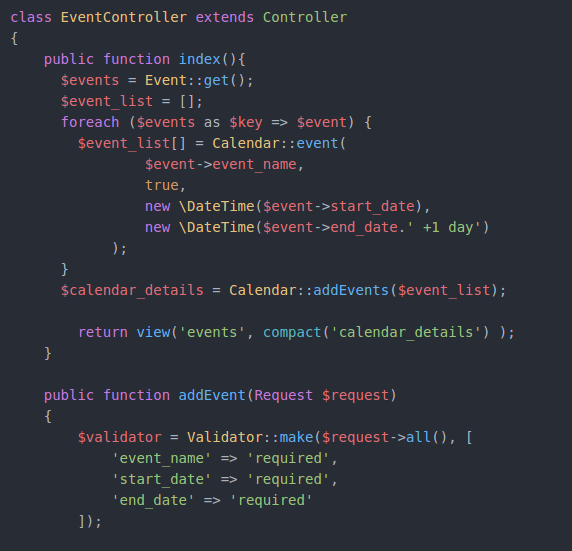 class EventController extends Controller
{
    public function index(){
      $events = Event::get();
      $event_list = [];
      foreach ($events as $key => $event) {
        $event_list[] = Calendar::event(
                $event->event_name,
                true,
                new \DateTime($event->start_date),
                new \DateTime($event->end_date.' +1 day')
            );
      }
      $calendar_details = Calendar::addEvents($event_list);

        return view('events', compact('calendar_details') );
    }

    public function addEvent(Request $request)
    {
        $validator = Validator::make($request->all(), [
            'event_name' => 'required',
            'start_date' => 'required',
            'end_date' => 'required'
        ]);